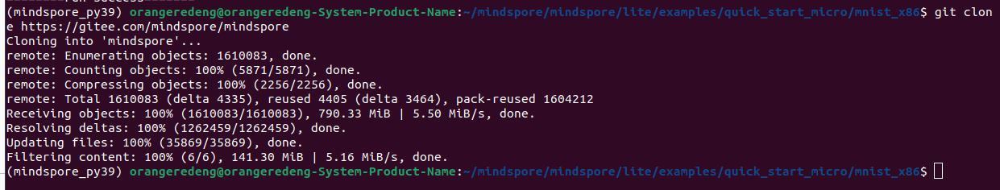 (mindspore_py39) orangeredeng@orangeredeng-System-Product-Name:~/mindspore/mindspore/lite/examples/quick_start_micro/mnist_x86$ git clon
e https://gitee.com/mindspore/mindspore
Cloning into 'mindspore'...
remote: Enumerating objects: 1610083, done.
remote: Counting objects: 100% (5871/5871), done.
remote: Compressing objects: 100% (2256/2256), done.
remote: Total 1610083 (delta 4335), reused 4405 (delta 3464), pack-reused 1604212
Receiving objects: 100% (1610083/1610083), 790.33 MiB | 5.50 MiB/s, done.
Resolving deltas: 100% (1262459/1262459), done.
Updating files: 100% (35869/35869), done.
Filtering content: 100% (6/6), 141.30 MiB | 5.16 MiB/s, done.
(mindspore_py39) orangeredeng@orangeredeng-System-Product-Name:~/mindspore/mindspore/lite/examples/quick_start_micro/mnist_x86$